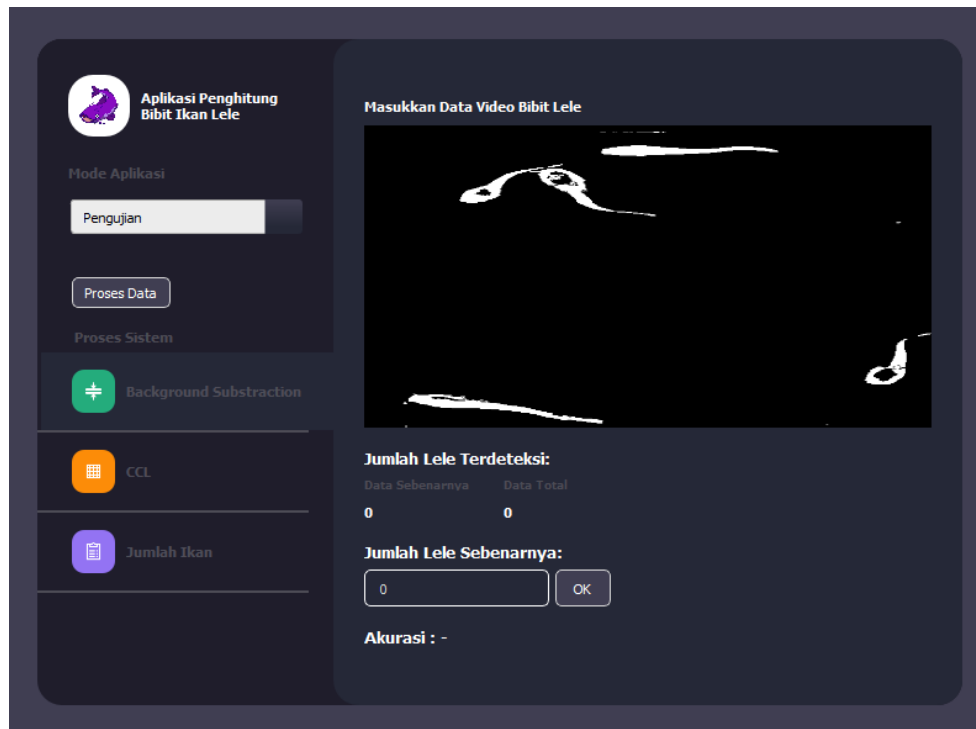 Aplikasi Penghitung
Bibit Ikan Lele
Mode Aplikasi
Pengujian
Proses Data
Proses Sistem
Background Substraction
CCL
Jumlah Ikan
Masukkan Data Video Bibit Lele
Jumlah Lele Terdeteksi:
Data Sebenarnya Data Total
0 0
Jumlah Lele Sebenarnya:
0 OK
Akurasi : -